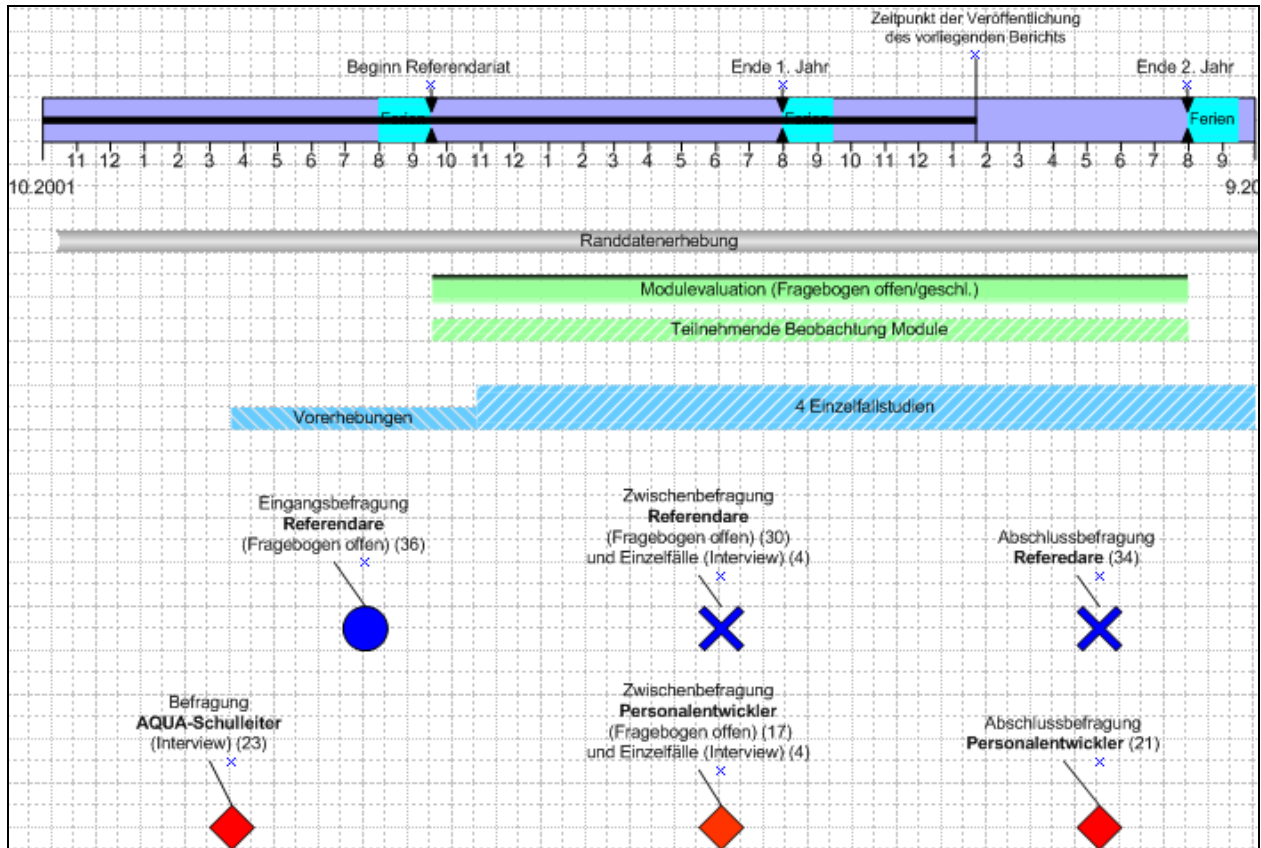 Zeitpunkt der Veröffentlichung
des vorliegenden Berichts
Beginn Referendariat
Ende 1. Jahr
Ende 2. Jahr
Ferien Ferien Ferien
11 12 1 2 3 4 5 6 7 8 9 10 11 12 1 2 3 4 5 6 7 8 9 10 11 12 1 2 3 4 5 6 7 8 9
10.2001
9.20
Randdatenerhebung
Modulevaluation (Fragebogen offen/geschl.)
Teilnehmende Beobachtung Module
4 Einzelfallstudien
Vorerhebungen
Eingangsbefragung
Referendare
(Fragebogen offen) (36)
Zwischenbefragung
Referendare
(Fragebogen offen) (30)
und Einzelfälle (Interview) (4)
Abschlussbefragung
Referedare (34)
Befragung
AQUA-Schulleiter
(Interview) (23)
Zwischenbefragung
Personalentwickler
(Fragebogen offen) (17)
und Einzelfälle (Interview) (4)
Abschlussbefragung
Personalentwickler (21)